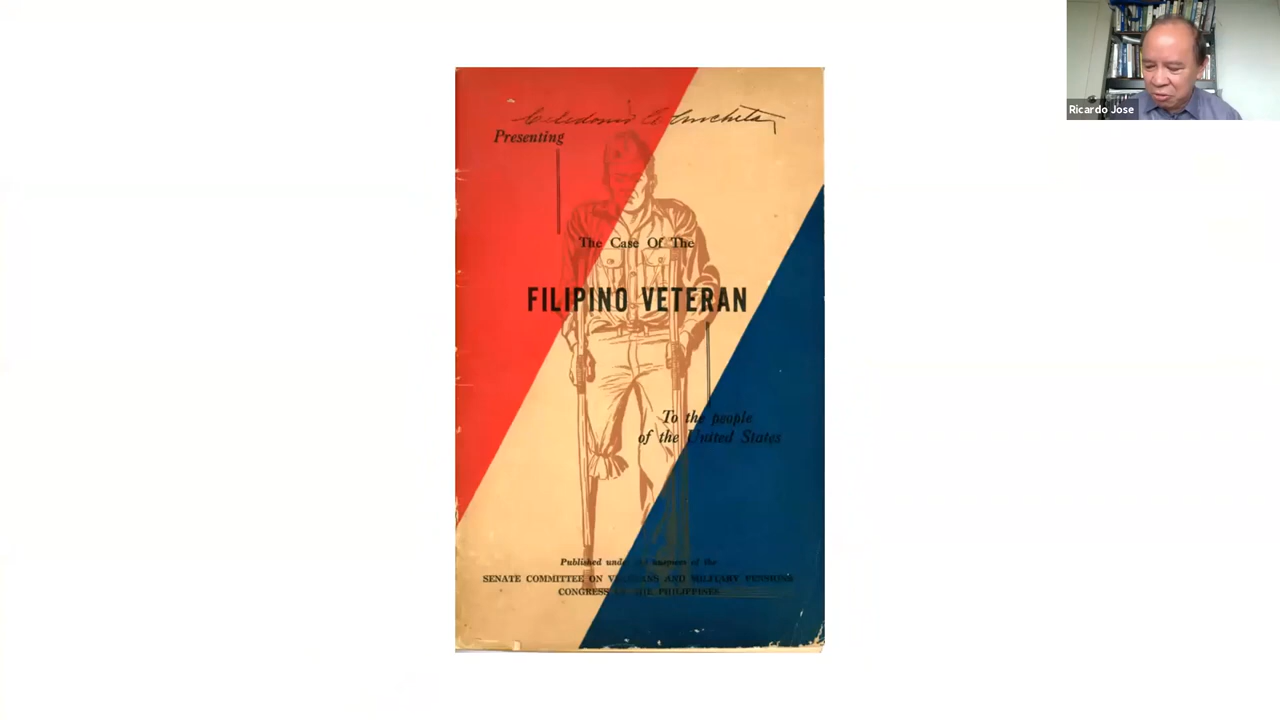 Presenting
The Case Of The
FILIPINO VETERAN
To the people
of the United States
Published under the auspices of the
SENATE COMMITTEE ON VETERANS AND MILITARY PENSIONS
CONGRESS OF THE PHILIPPINES
Ricardo Jose